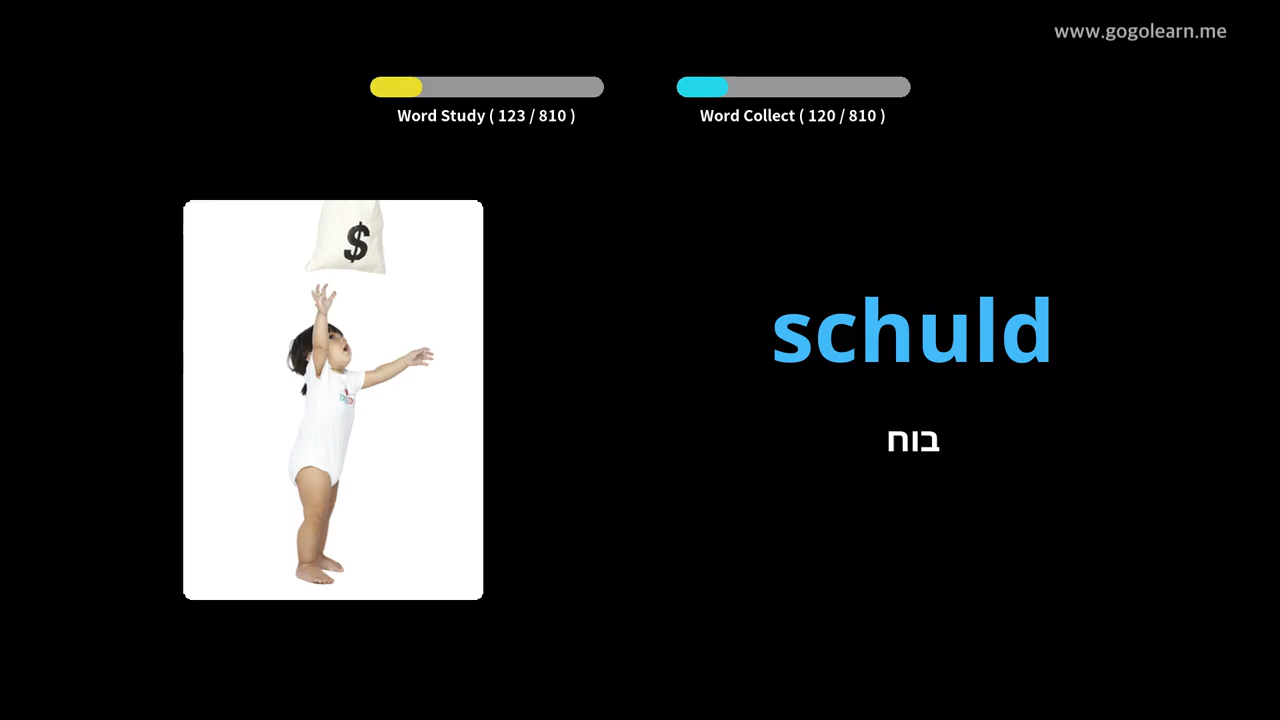 www.gogolearn.me
Word Study ( 123 / 810 )
Word Collect ( 120 / 810 )
$
schuld
בוח